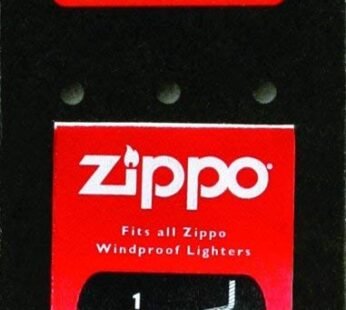 zippo®
Fits all Zippo
Windproof Lighters
1